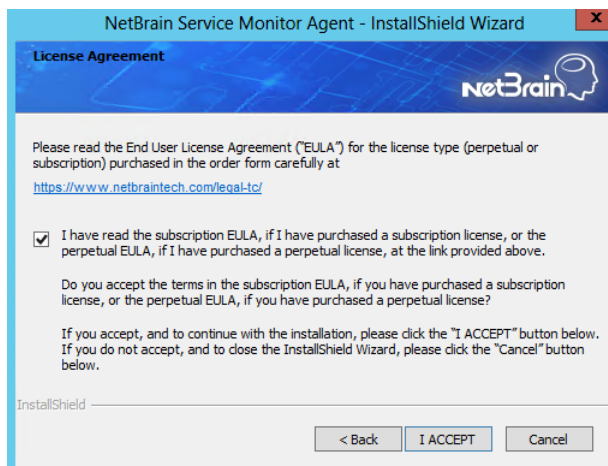 NetBrain Service Monitor Agent - InstallShield Wizard
x
License Agreement
NetBrain
Please read the End User License Agreement ("EULA") for the license type (perpetual or
subscription) purchased in the order form carefully at
https://www.netbraintech.com/legal-tc/
I have read the subscription EULA, if I have purchased a subscription license, or the
perpetual EULA, if I have purchased a perpetual license, at the link provided above.
Do you accept the terms in the subscription EULA, if you have purchased a subscription
license, or the perpetual EULA, if you have purchased a perpetual license?
If you accept, and to continue with the installation, please click the "I ACCEPT" button below.
If you do not accept, and to close the InstallShield Wizard, please click the "Cancel" button
below.
InstallShield
< Back I ACCEPT Cancel